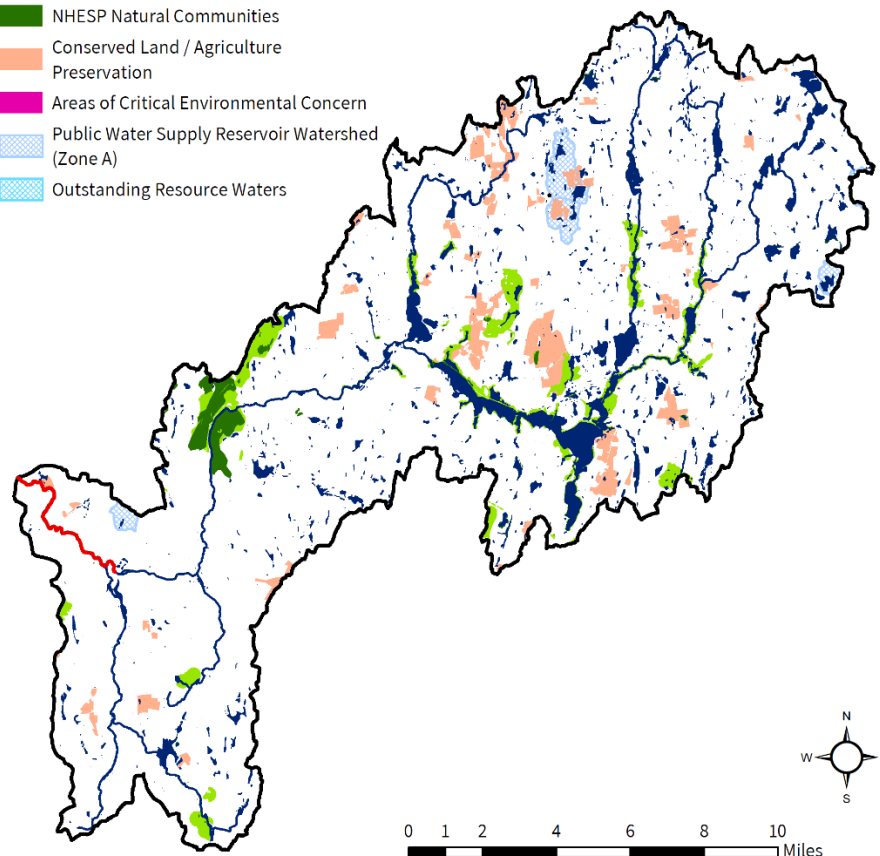 NHESP Natural Communities
Conserved Land / Agriculture
Preservation
Areas of Critical Environmental Concern
Public Water Supply Reservoir Watershed
(Zone A)
Outstanding Resource Waters
N
W
S
0 1 2 4 6 8 10
Miles